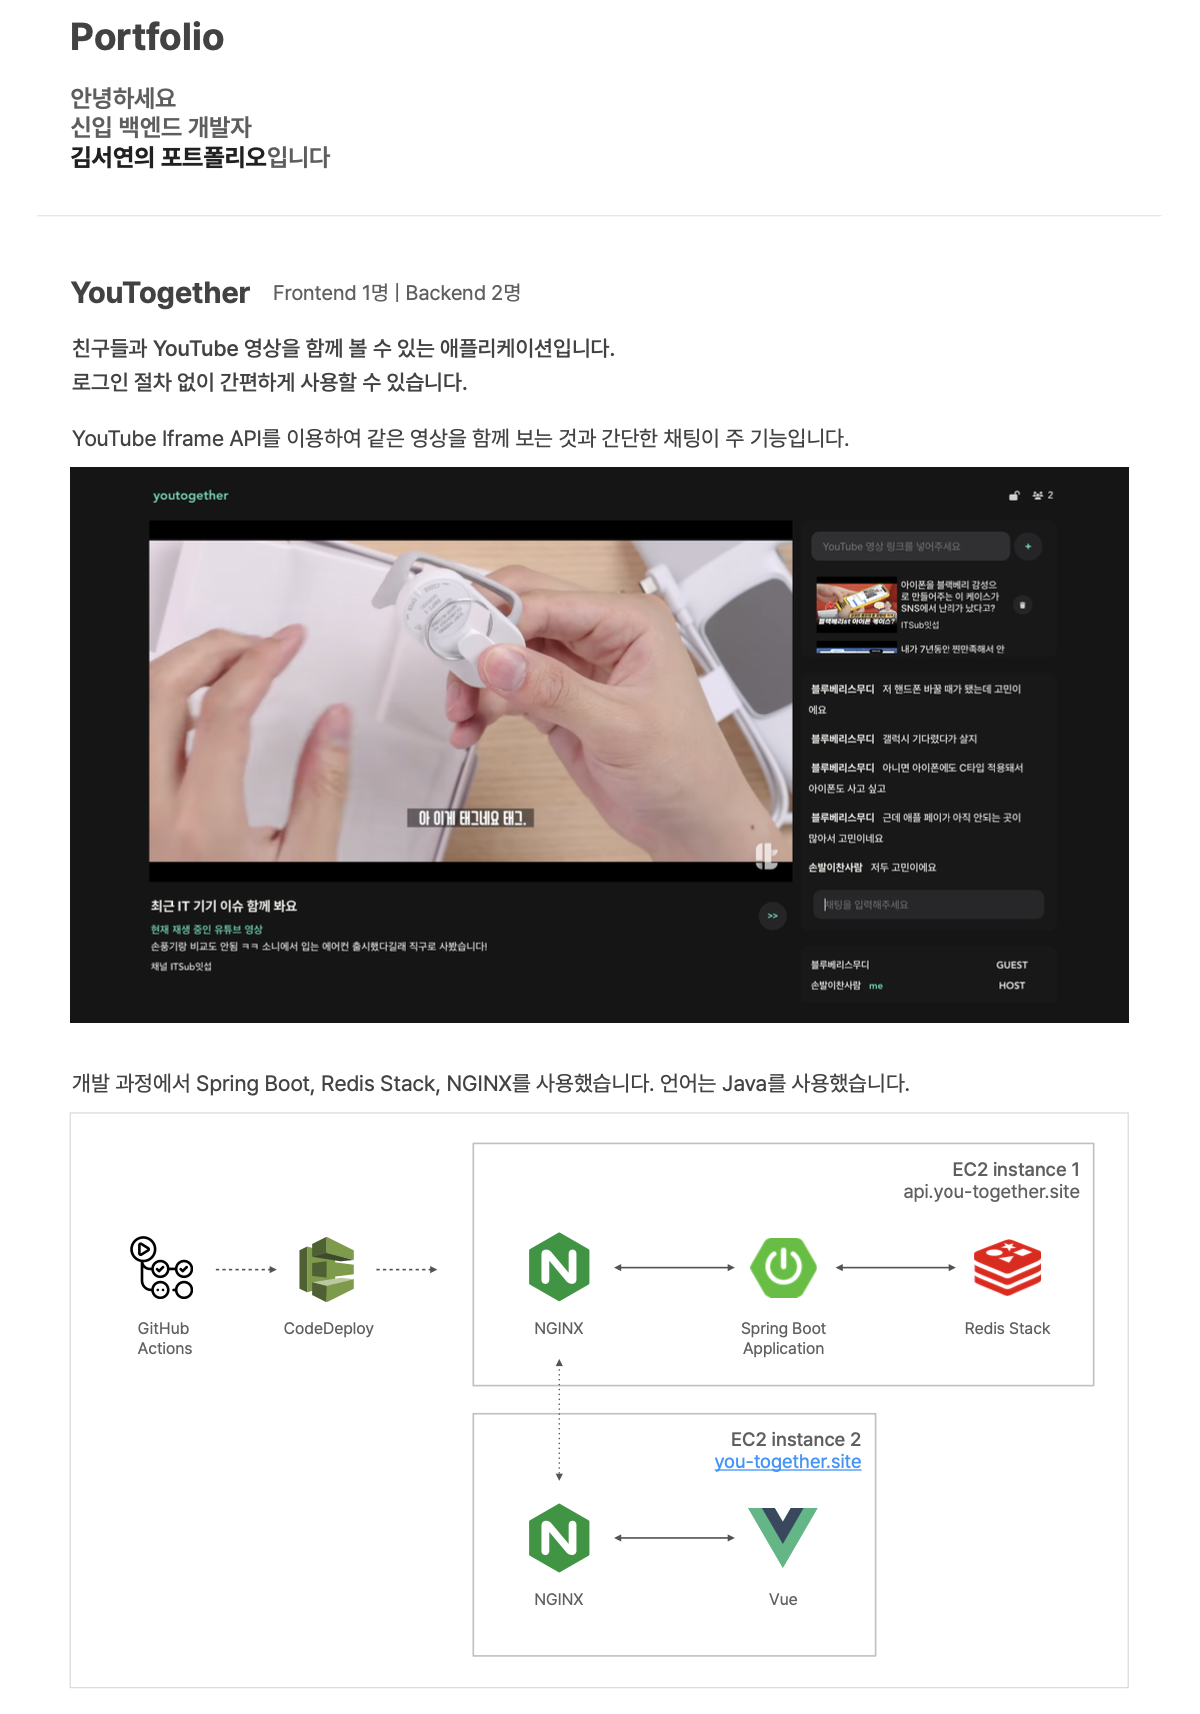 Portfolio
안녕하세요
신입 백엔드 개발자
김서연의 포트폴리오입니다
YouTogether Frontend 1명 | Backend 2명
친구들과 YouTube 영상을 함께 볼 수 있는 애플리케이션입니다.
로그인 절차 없이 간편하게 사용할 수 있습니다.
YouTube Iframe API를 이용하여 같은 영상을 함께 보는 것과 간단한 채팅이 주 기능입니다.
youtogether
2
아 이게 태그네요 태그.
최근 IT 기기 이슈 함께 봐요
>>
현재 재생 중인 유튜브 영상
손풍기랑 비교도 안됨 ㅋㅋ 소니에서 입는 에어컨 출시했다길래 직구로 사봤습니다!
채널 ITSub잇섭
YouTube 영상 링크를 넣어주세요
+
블랙베리st 아이폰 케이스?
아이폰을 블랙베리 감성으
로 만들어주는 이 케이스가
SNS에서 난리가 났다고?
ITSub잇섭
내가 7년동안 찐만족해서 안
블루베리스무디 저 핸드폰 바꿀 때가 됐는데 고민이
에요
블루베리스무디 갤럭시 기다렸다가 살지
블루베리스무디 아니면 아이폰에도 C타입 적용돼서
아이폰도 사고 싶고
블루베리스무디 근데 애플 페이가 아직 안되는 곳이
많아서 고민이네요
손발이찬사람 저두 고민이에요
채팅을 입력해주세요
블루베리스무디 GUEST
손발이찬사람 me HOST
개발 과정에서 Spring Boot, Redis Stack, NGINX를 사용했습니다. 언어는 Java를 사용했습니다.
EC2 instance 1
api.you-together.site
GitHub
Actions
CodeDeploy
NGINX
Spring Boot
Application
Redis Stack
EC2 instance 2
you-together.site
NGINX
Vue